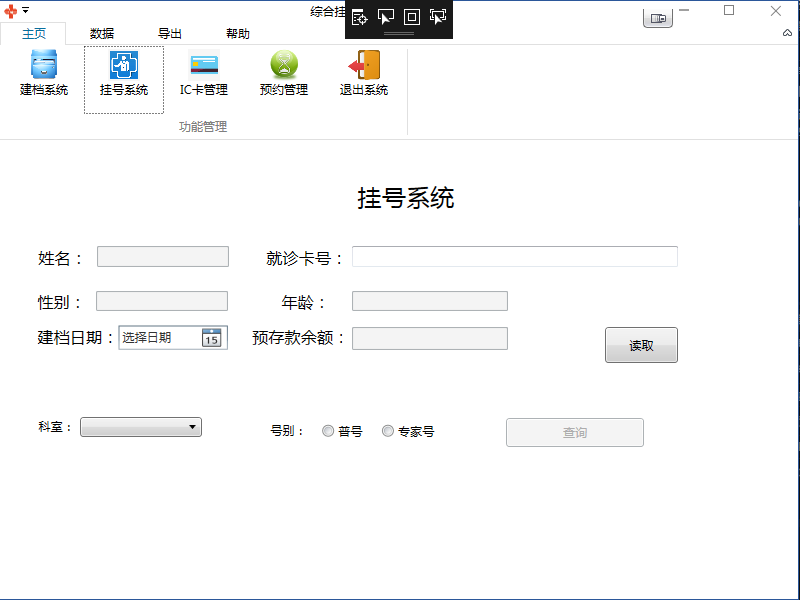 综合挂
主页 数据 导出 帮助
建档系统 挂号系统 IC卡管理 预约管理 退出系统
功能管理
挂号系统
姓名： 就诊卡号：
性别： 年龄：
建档日期： 选择日期 15 预存款余额：
读取
科室： 号别： 普号 专家号 查询